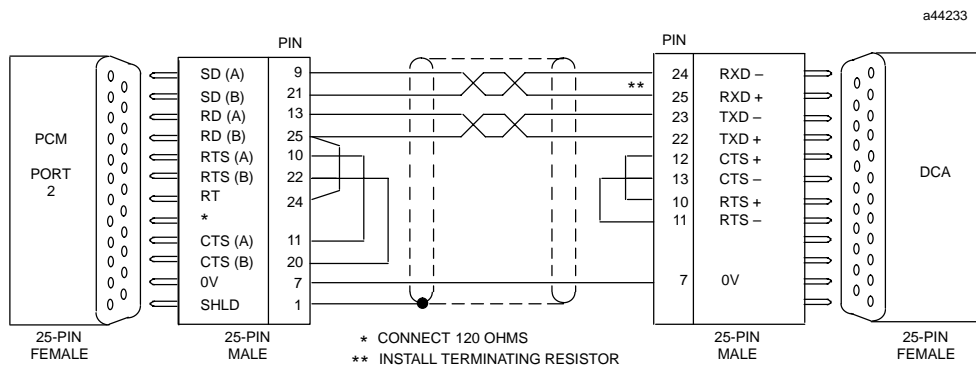 a44233
PIN PIN
SD (A) 9 24 RXD –
SD (B) 21 ** 25 RXD +
RD (A) 13 23 TXD –
RD (B) 25 22 TXD +
PCM RTS (A) 10 12 CTS +
PORT RTS (B) 22 13 CTS – DCA
2 RT 24 10 RTS +
* 11 RTS –
CTS (A) 11
CTS (B) 20
0V 7 7 0V
SHLD 1
25-PIN 25-PIN * CONNECT 120 OHMS 25-PIN 25-PIN
FEMALE MALE ** INSTALL TERMINATING RESISTOR MALE FEMALE